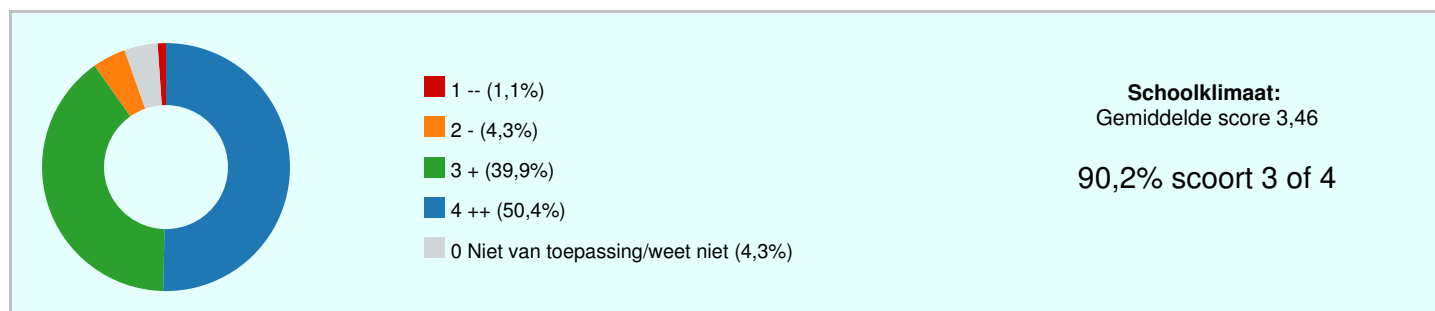 1 -- (1,1%)
2 - (4,3%)
3 + (39,9%)
4 ++ (50,4%)
0 Niet van toepassing/weet niet (4,3%)
Schoolklimaat:
Gemiddelde score 3,46
90,2% scoort 3 of 4